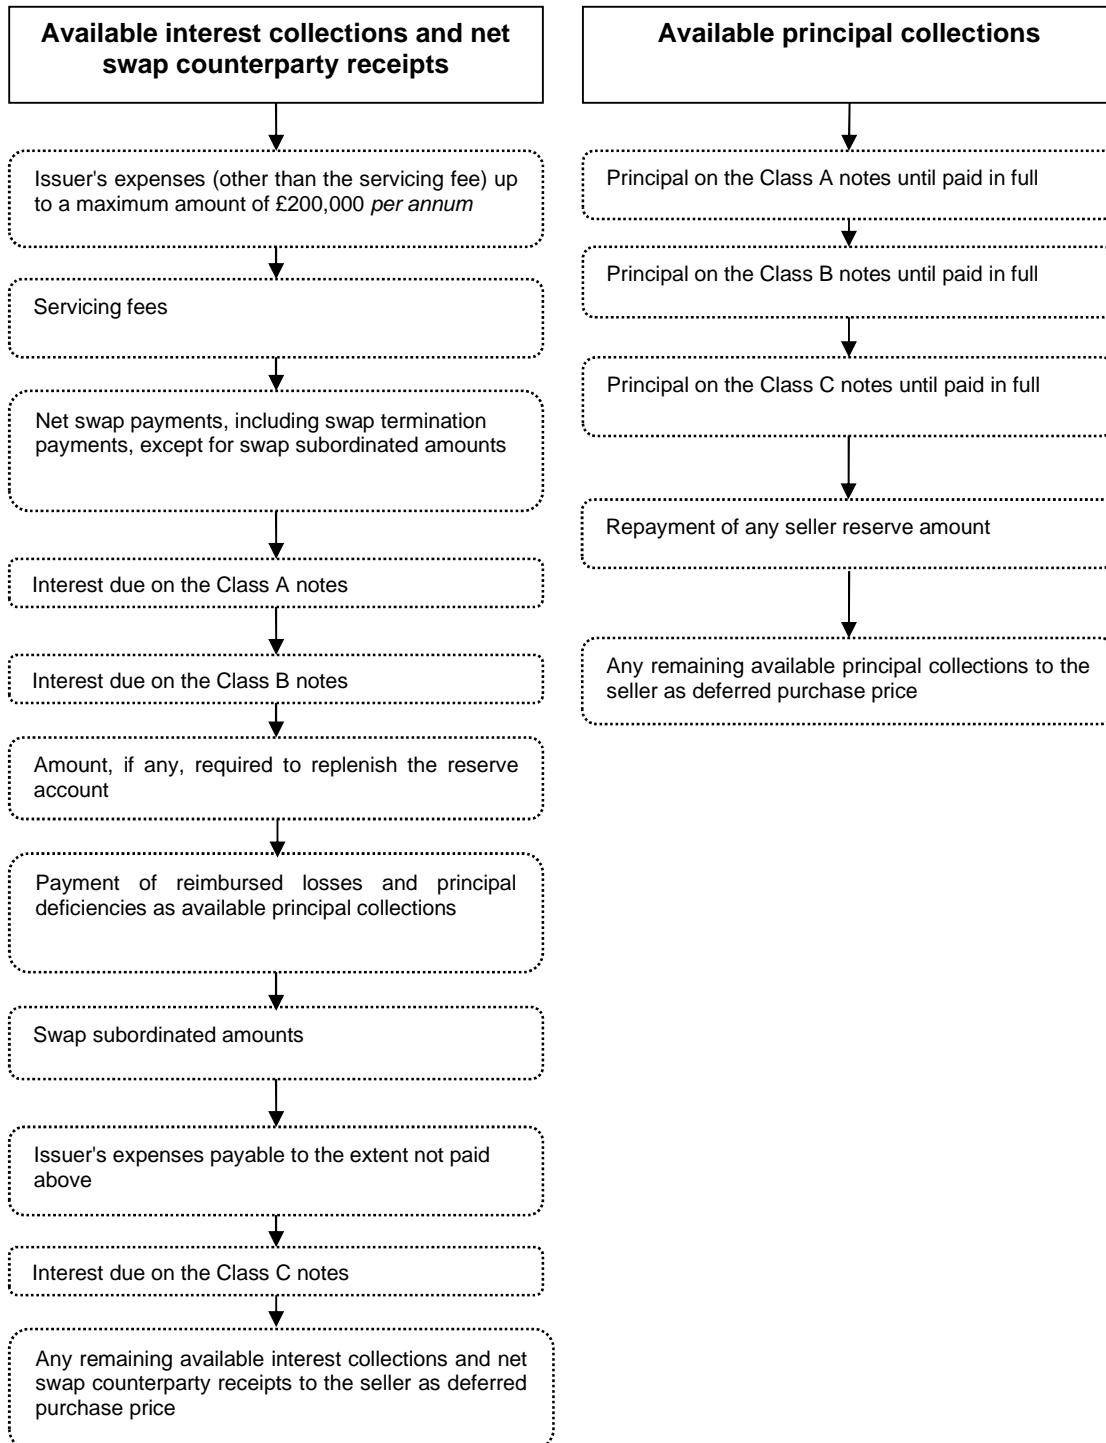 Available interest collections and net
swap counterparty receipts
Issuer's expenses (other than the servicing fee) up
to a maximum amount of £200,000 per annum
Servicing fees
Net swap payments, including swap termination
payments, except for swap subordinated amounts
Interest due on the Class A notes
Interest due on the Class B notes
Amount, if any, required to replenish the reserve
account
Payment of reimbursed losses and principal
deficiencies as available principal collections
Swap subordinated amounts
Issuer's expenses payable to the extent not paid
above
Interest due on the Class C notes
Any remaining available interest collections and net
swap counterparty receipts to the seller as deferred
purchase price
Available principal collections
Principal on the Class A notes until paid in full
Principal on the Class B notes until paid in full
Principal on the Class C notes until paid in full
Repayment of any seller reserve amount
Any remaining available principal collections to the
seller as deferred purchase price